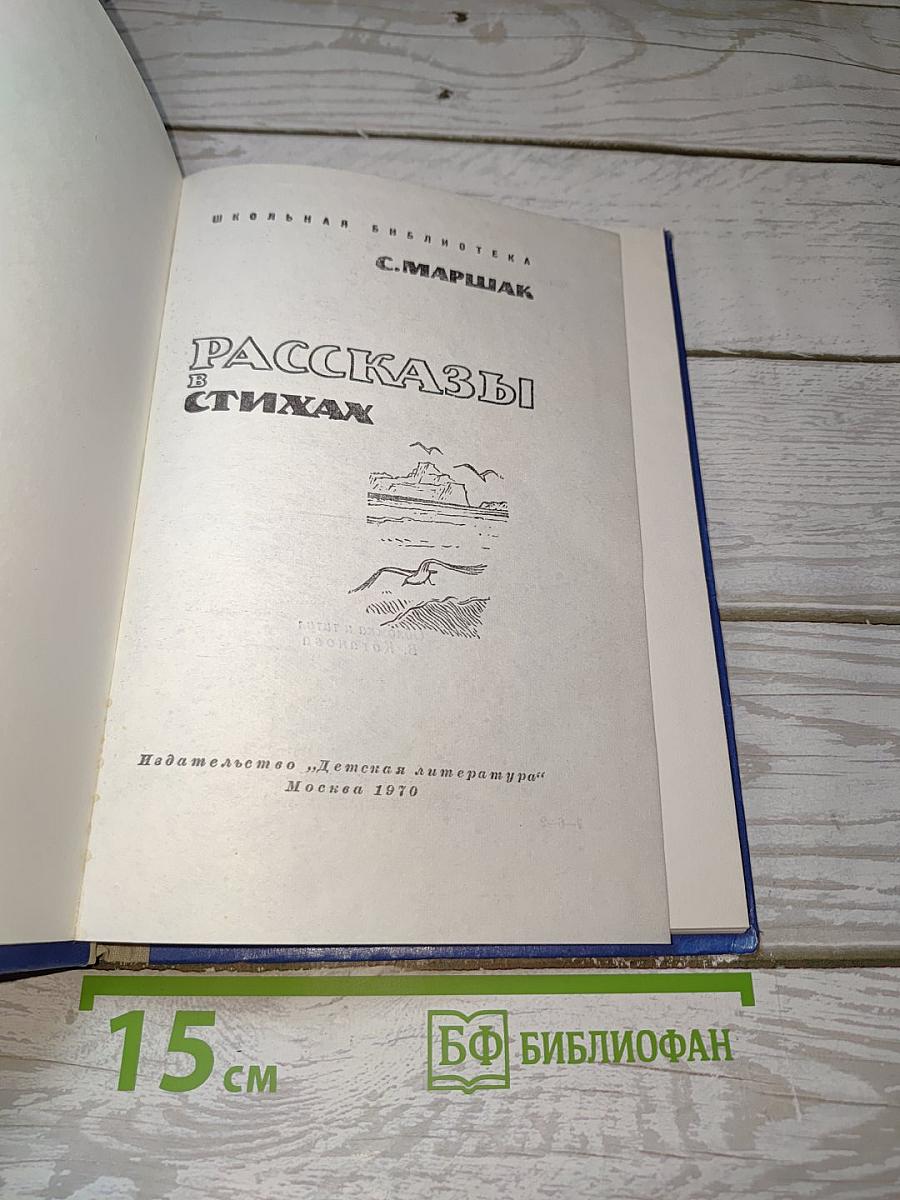 ШКОЛЬНАЯ БИБЛИОТЕКА
С. МАРШАК
РАССКАЗЫ
В
СТИХАХ
Издательство „Детская литература“
Москва 1970
15 см
БФ БИБЛИОФАН